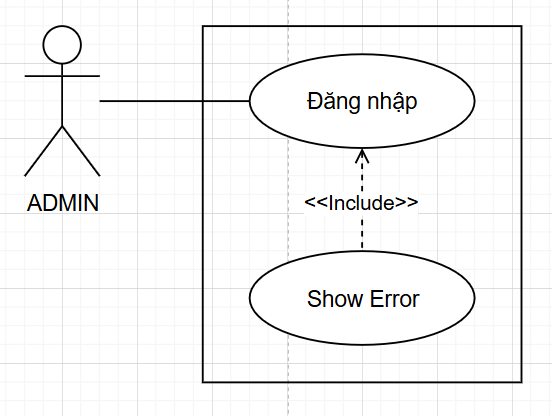 Đăng nhập
<<Include>>
ADMIN
Show Error